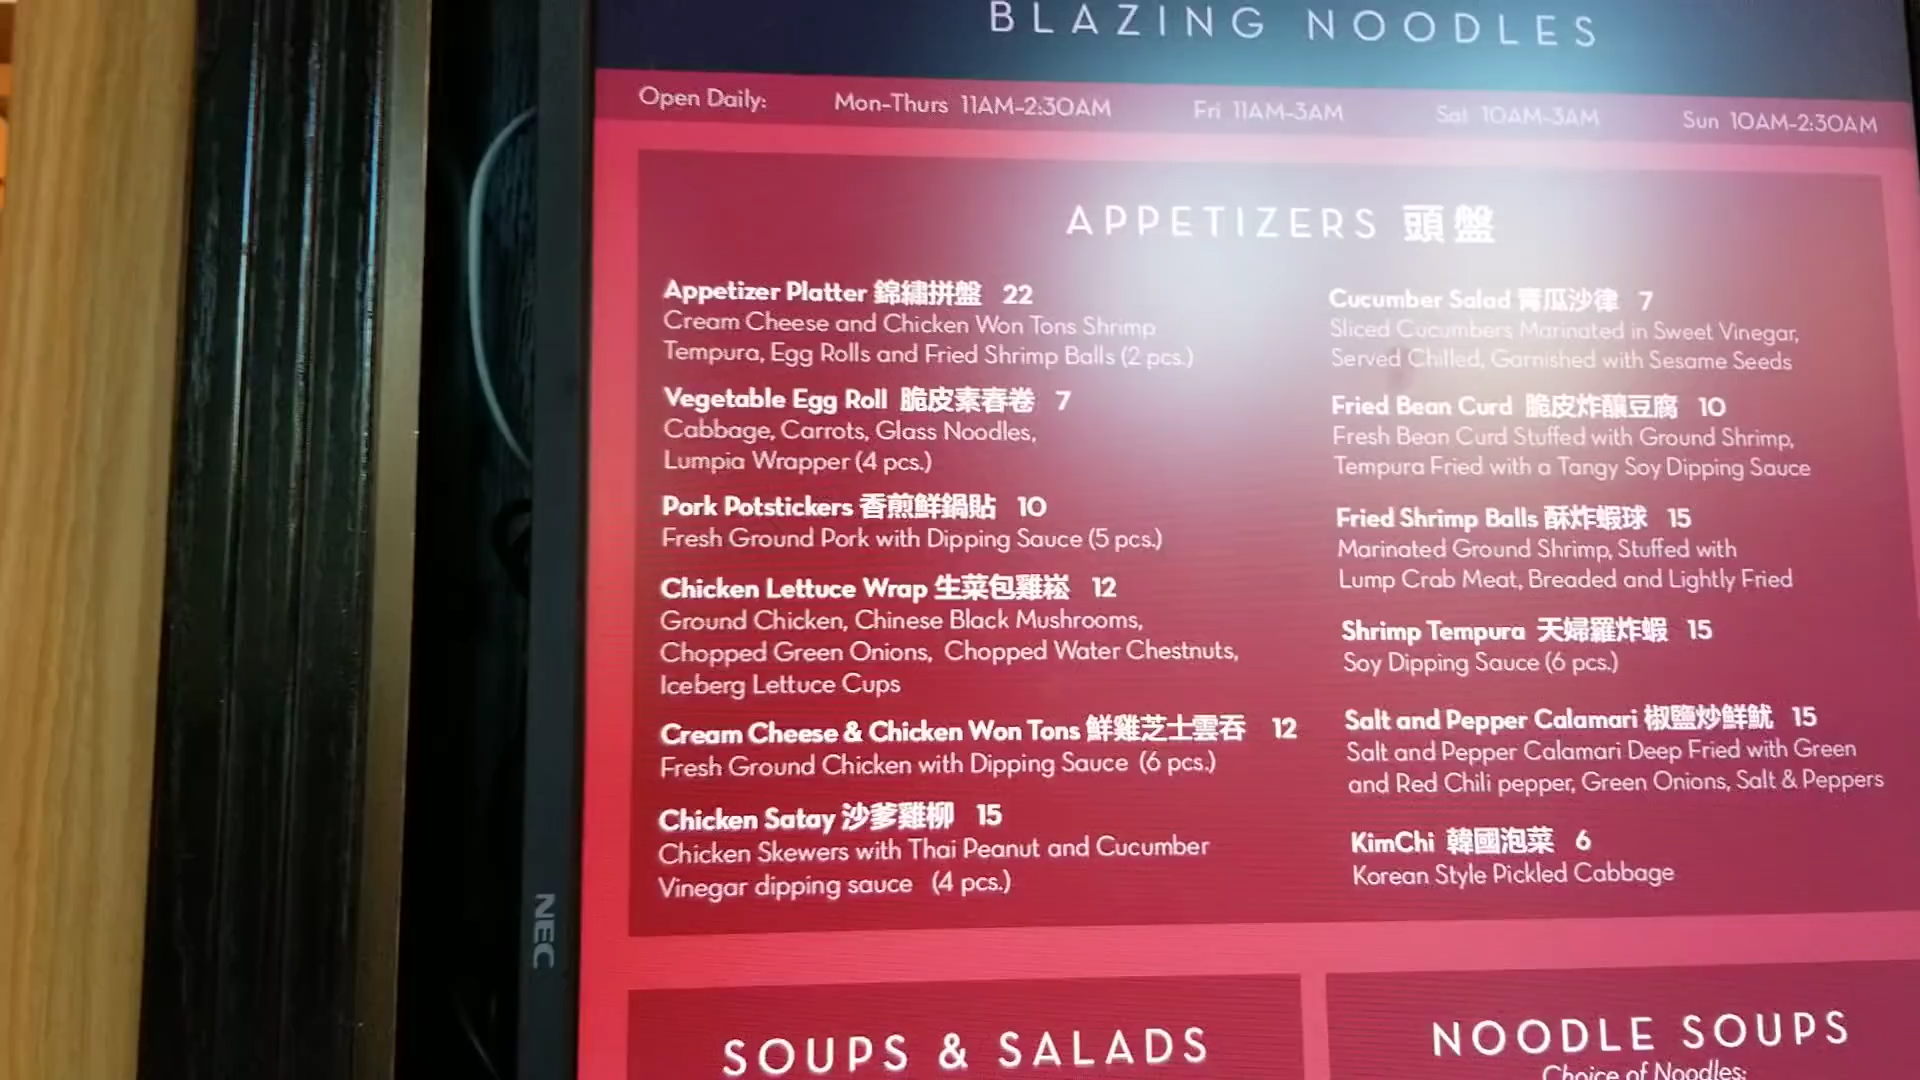 BLAZING NOODLES
Open Daily: Mon-Thurs 11AM-2:30AM Fri 11AM-3AM Sat 10AM-3AM Sun 10AM-2:30AM
APPETIZERS 頭盤
Appetizer Platter 錦繡拼盤 22
Cream Cheese and Chicken Won Tons Shrimp
Tempura, Egg Rolls and Fried Shrimp Balls (2 pcs.)
Vegetable Egg Roll 脆皮素春卷 7
Cabbage, Carrots, Glass Noodles,
Lumpia Wrapper (4 pcs.)
Pork Potstickers 香煎鮮鍋貼 10
Fresh Ground Pork with Dipping Sauce (5 pcs.)
Chicken Lettuce Wrap 生菜包雞崧 12
Ground Chicken, Chinese Black Mushrooms,
Chopped Green Onions, Chopped Water Chestnuts,
Iceberg Lettuce Cups
Cream Cheese & Chicken Won Tons 鮮雞芝士雲吞 12
Fresh Ground Chicken with Dipping Sauce (6 pcs.)
Chicken Satay 沙爹雞柳 15
Chicken Skewers with Thai Peanut and Cucumber
Vinegar dipping sauce (4 pcs.)
Cucumber Salad 青瓜沙律 7
Sliced Cucumbers Marinated in Sweet Vinegar,
Served Chilled, Garnished with Sesame Seeds
Fried Bean Curd 脆皮炸釀豆腐 10
Fresh Bean Curd Stuffed with Ground Shrimp,
Tempura Fried with a Tangy Soy Dipping Sauce
Fried Shrimp Balls 酥炸蝦球 15
Marinated Ground Shrimp, Stuffed with
Lump Crab Meat, Breaded and Lightly Fried
Shrimp Tempura 天婦羅炸蝦 15
Soy Dipping Sauce (6 pcs.)
Salt and Pepper Calamari 椒鹽炒鮮魷 15
Salt and Pepper Calamari Deep Fried with Green
and Red Chili pepper, Green Onions, Salt & Peppers
KimChi 韓國泡菜 6
Korean Style Pickled Cabbage
SOUPS & SALADS
NOODLE SOUPS
Choice of Noodles:
NEC